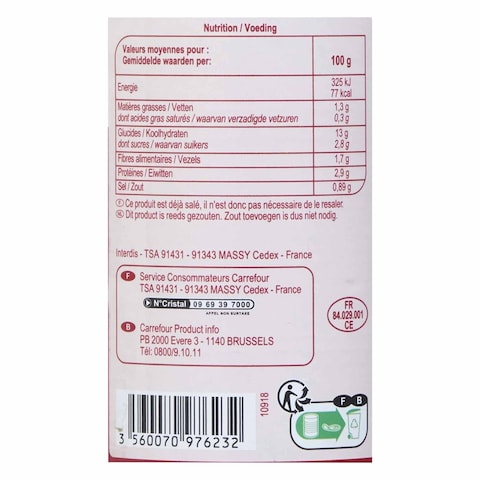 Nutrition / Voeding
Valeurs moyennes pour :
Gemiddelde waarden per:
100 g
Energie
325 kJ
77 kcal
Matières grasses / Vetten
1,3 g
dont acides gras saturés / waarvan verzadigde vetzuren
0,3 g
Glucides / Koolhydraten
13 g
dont sucres / waarvan suikers
2,8 g
Fibres alimentaires / Vezels
1,7 g
Protéines / Eiwitten
2,9 g
Sel / Zout
0,89 g
F Ce produit est déjà salé, il n'est donc pas nécessaire de le resaler.
NL Dit product is reeds gezouten. Zout toevoegen is dus niet nodig.
Interdis - TSA 91431 - 91343 MASSY Cedex - France
F Service Consommateurs Carrefour
TSA 91431 - 91343 MASSY Cedex - France
N°Cristal 09 69 39 7000
APPEL NON SURTAXÉ
FR
84.029.001
CE
B Carrefour Product info
PB 2000 Evere 3 - 1140 BRUSSELS
Tél: 0800/9.10.11
10918
F B
3 560070 976232